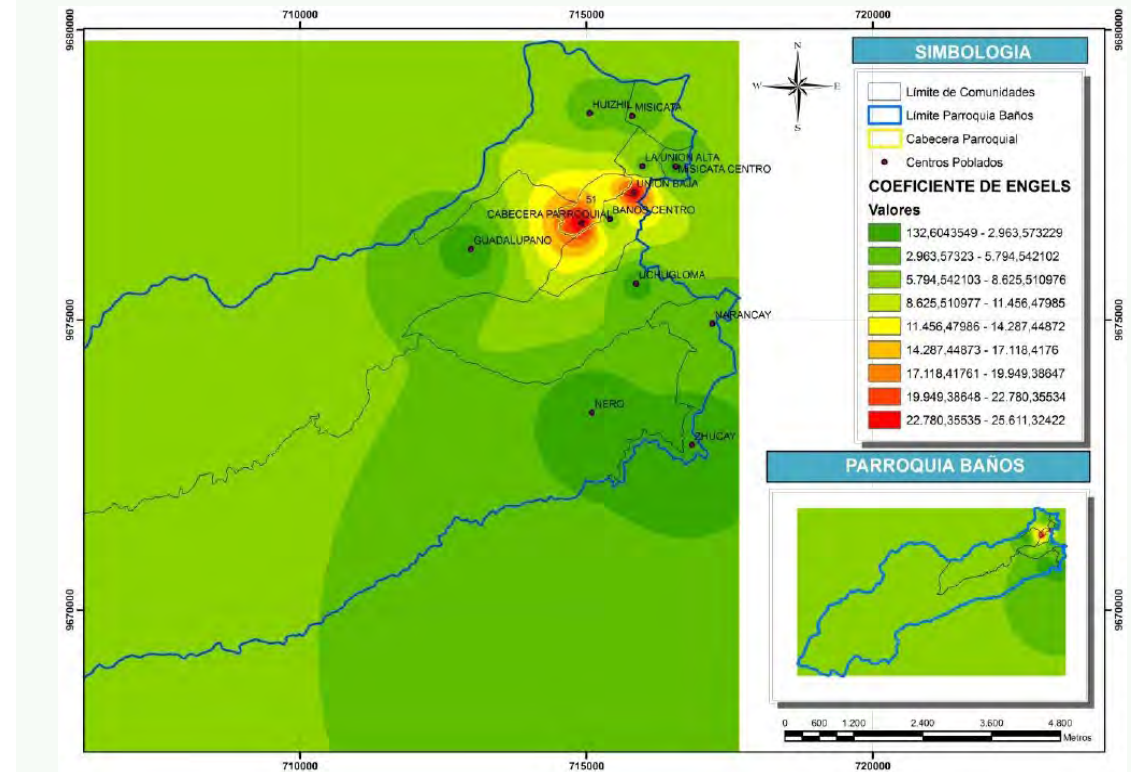 710000
715000
720000
9680000
9680000
SIMBOLOGIA
N
W
E
S
Límite de Comunidades
Límite Parroquia Baños
Cabecera Parroquial
Centros Poblados
COEFICIENTE DE ENGELS
Valores
132,6043549 - 2.963,573229
2.963,57323 - 5.794,542102
5.794,542103 - 8.625,510976
8.625,510977 - 11.456,47985
11.456,47986 - 14.287,44872
14.287,44873 - 17.118,4176
17.118,41761 - 19.949,38647
19.949,38648 - 22.780,35534
22.780,35535 - 25.611,32422
HUIZHIL
MISICATA
LA UNION ALTA
MISICATA CENTRO
UNION BAJA
51
BAÑOS CENTRO
CABECERA PARROQUIAL
GUADALUPANO
UCHUGLOMA
NARANCAY
9675000
9675000
NERO
ZHUCAY
PARROQUIA BAÑOS
9670000
9670000
0 600 1.200 2.400 3.600 4.800
Metros
710000
715000
720000